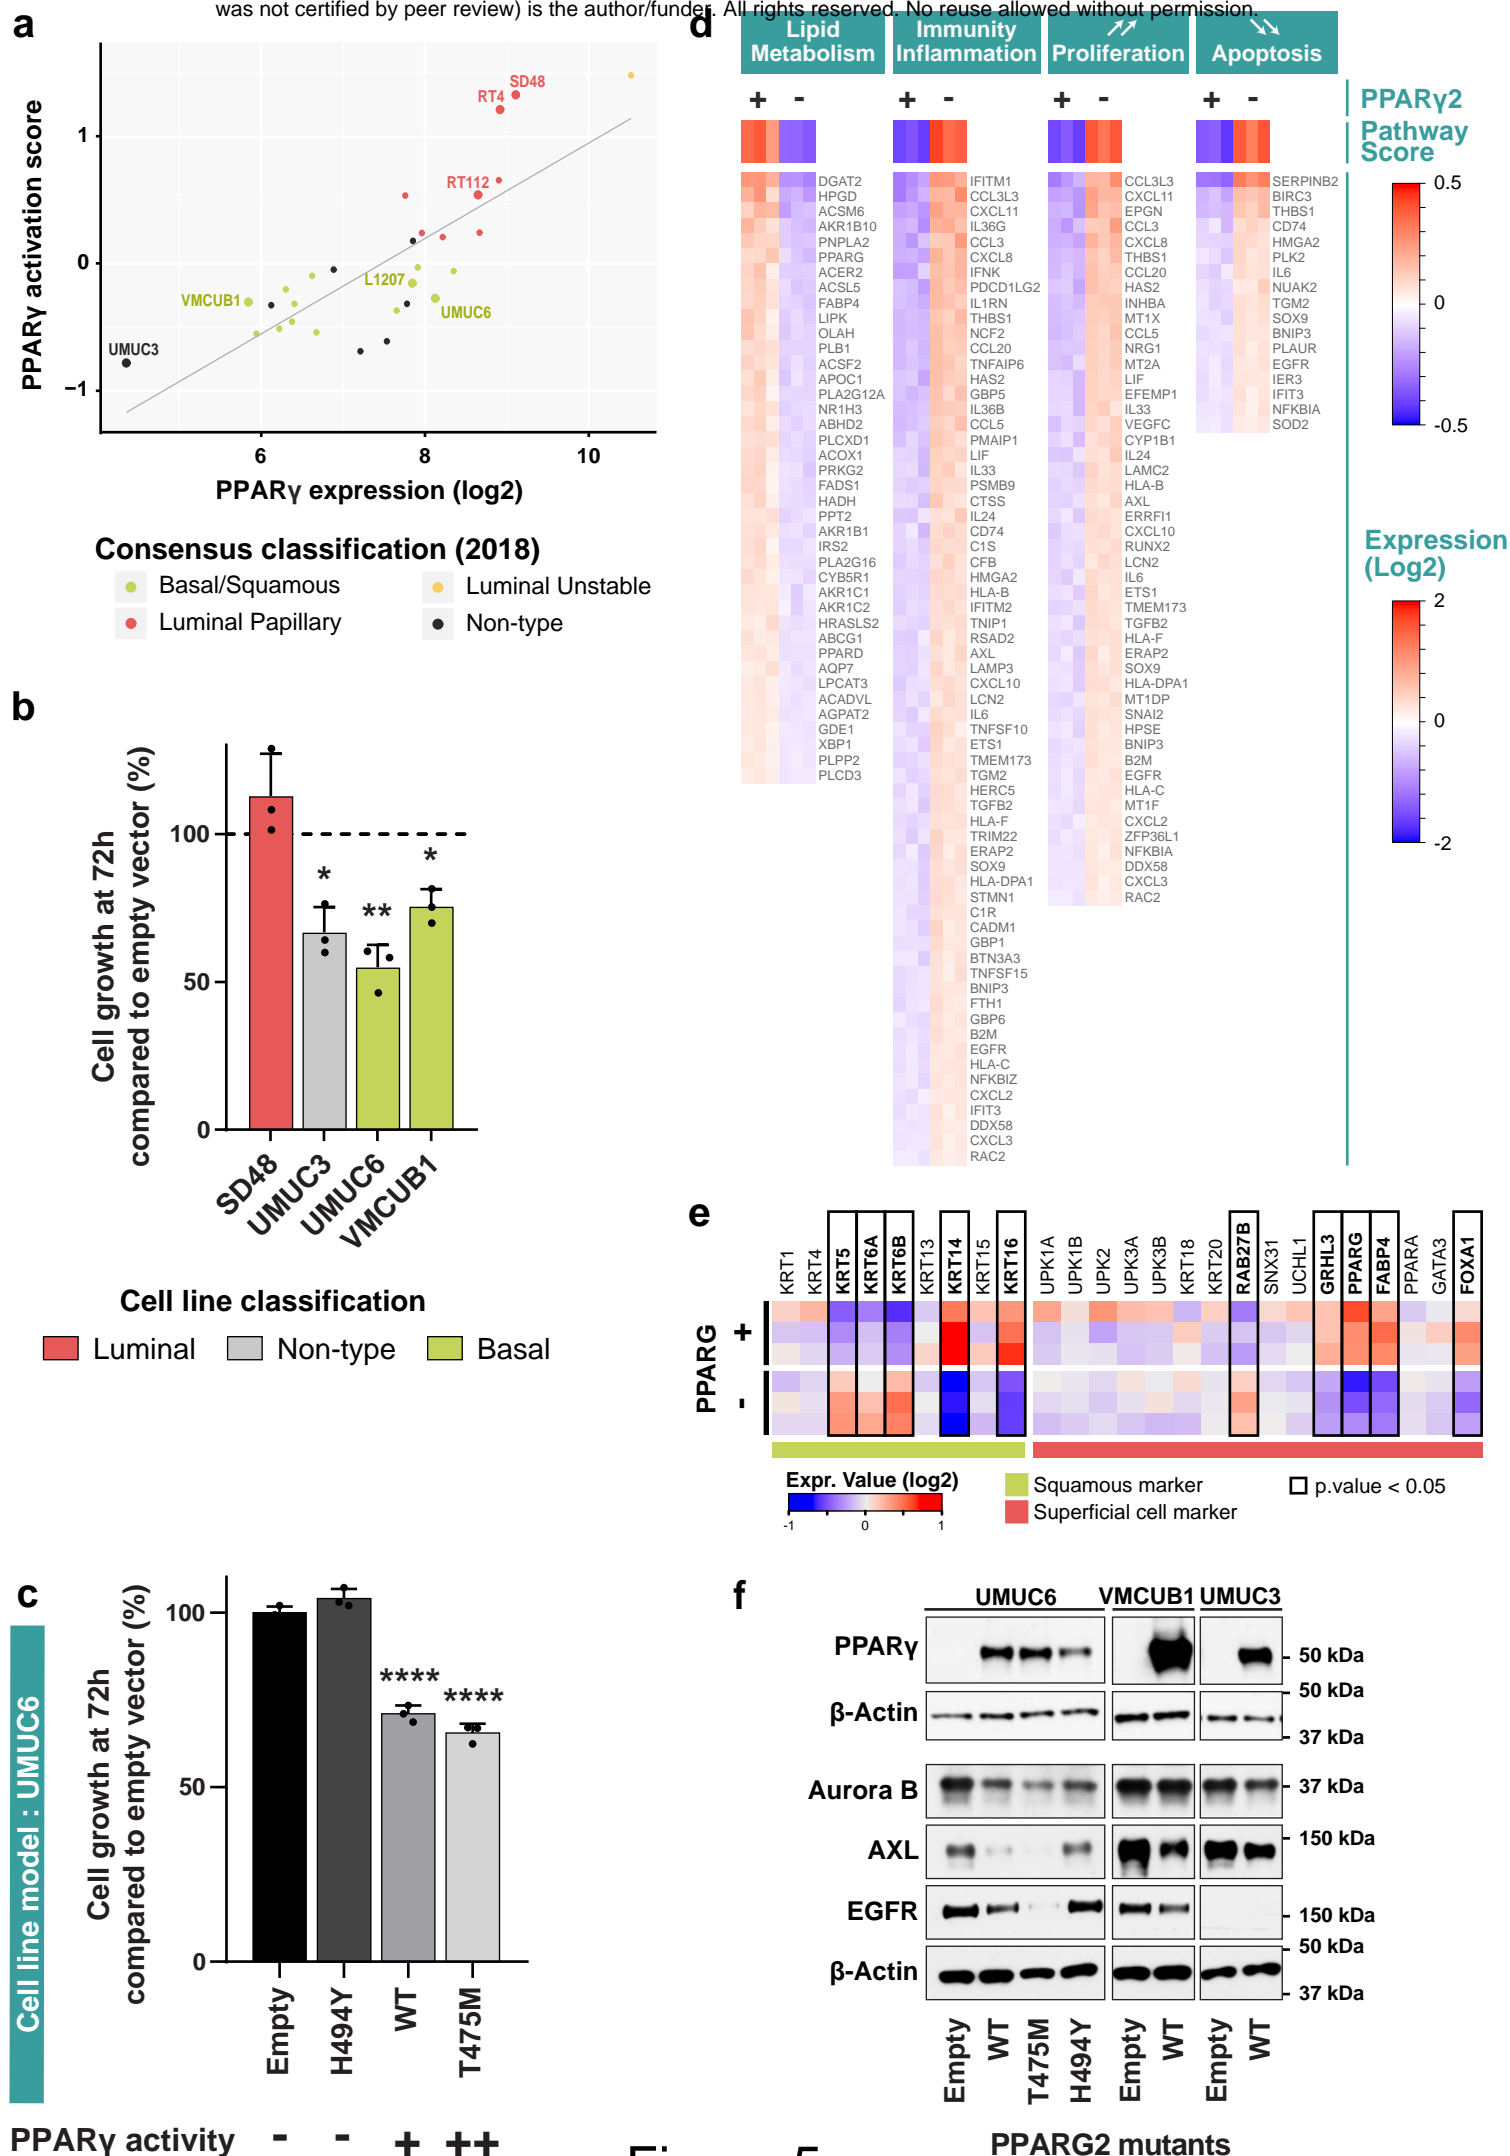 was not certified by peer review) is the author/funder. All rights reserved. No reuse allowed without permission.
a
PPARγ activation score
1
0
−1
SD48
RT4
RT112
L1207
VMCUB1
UMUC6
UMUC3
6 8 10
PPARγ expression (log2)
Consensus classification (2018)
Basal/Squamous
Luminal Unstable
Luminal Papillary
Non-type
b
Cell growth at 72h
compared to empty vector (%)
100
50
0
*
**
*
SD48
UMUC3
UMUC6
VMCUB1
Cell line classification
Luminal Non-type Basal
c
Cell line model : UMUC6
Cell growth at 72h
compared to empty vector (%)
100
50
0
****
****
Empty
H494Y
WT
T475M
PPARγ activity - - + ++
d
Lipid
Metabolism
Immunity
Inflammation
Proliferation
Apoptosis
+ - + - + - + -
PPARγ2
Pathway
Score
0.5
0
-0.5
Expression
(Log2)
2
0
-2
DGAT2
HPGD
ACSM6
AKR1B10
PNPLA2
PPARG
ACER2
ACSL5
FABP4
LIPK
OLAH
PLB1
ACSF2
APOC1
PLA2G12A
NR1H3
ABHD2
PLCXD1
ACOX1
PRKG2
FADS1
HADH
PPT2
AKR1B1
IRS2
PLA2G16
CYB5R1
AKR1C1
AKR1C2
HRASLS2
ABCG1
PPARD
AQP7
LPCAT3
ACADVL
AGPAT2
GDE1
XBP1
PLPP2
PLCD3
IFITM1
CCL3L3
CXCL11
IL36G
CCL3
CXCL8
IFNK
PDCD1LG2
IL1RN
THBS1
NCF2
CCL20
TNFAIP6
HAS2
GBP5
IL36B
CCL5
PMAIP1
LIF
IL33
PSMB9
CTSS
IL24
CD74
C1S
CFB
HMGA2
HLA-B
IFITM2
TNIP1
RSAD2
AXL
LAMP3
CXCL10
LCN2
IL6
TNFSF10
ETS1
TMEM173
TGM2
HERC5
TGFB2
HLA-F
TRIM22
ERAP2
SOX9
HLA-DPA1
STMN1
C1R
CADM1
GBP1
BTN3A3
TNFSF15
BNIP3
FTH1
GBP6
B2M
EGFR
HLA-C
NFKBIZ
CXCL2
IFIT3
DDX58
CXCL3
RAC2
CCL3L3
CXCL11
EPGN
CCL3
CXCL8
THBS1
CCL20
HAS2
INHBA
MT1X
CCL5
NRG1
MT2A
LIF
EFEMP1
IL33
VEGFC
CYP1B1
IL24
LAMC2
HLA-B
AXL
ERRFI1
CXCL10
RUNX2
LCN2
IL6
ETS1
TMEM173
TGFB2
HLA-F
ERAP2
SOX9
HLA-DPA1
MT1DP
SNAI2
HPSE
BNIP3
B2M
EGFR
HLA-C
MT1F
CXCL2
ZFP36L1
NFKBIA
DDX58
CXCL3
RAC2
SERPINB2
BIRC3
THBS1
CD74
HMGA2
PLK2
IL6
NUAK2
TGM2
SOX9
BNIP3
PLAUR
EGFR
IER3
IFIT3
NFKBIA
SOD2
e
KRT1
KRT4
KRT5
KRT6A
KRT6B
KRT13
KRT14
KRT15
KRT16
UPK1A
UPK1B
UPK2
UPK3A
UPK3B
KRT18
KRT20
RAB27B
SNX31
UCHL1
GRHL3
PPARG
FABP4
PPARA
GATA3
FOXA1
PPARG
+
-
Expr. Value (log2)
-1 0 1
Squamous marker
Superficial cell marker
p.value < 0.05
f
UMUC6 VMCUB1 UMUC3
PPARγ
50 kDa
β-Actin
50 kDa
37 kDa
Aurora B
37 kDa
AXL
150 kDa
EGFR
150 kDa
β-Actin
50 kDa
37 kDa
Empty
WT
T475M
H494Y
Empty
WT
Empty
WT
PPARG2 mutants